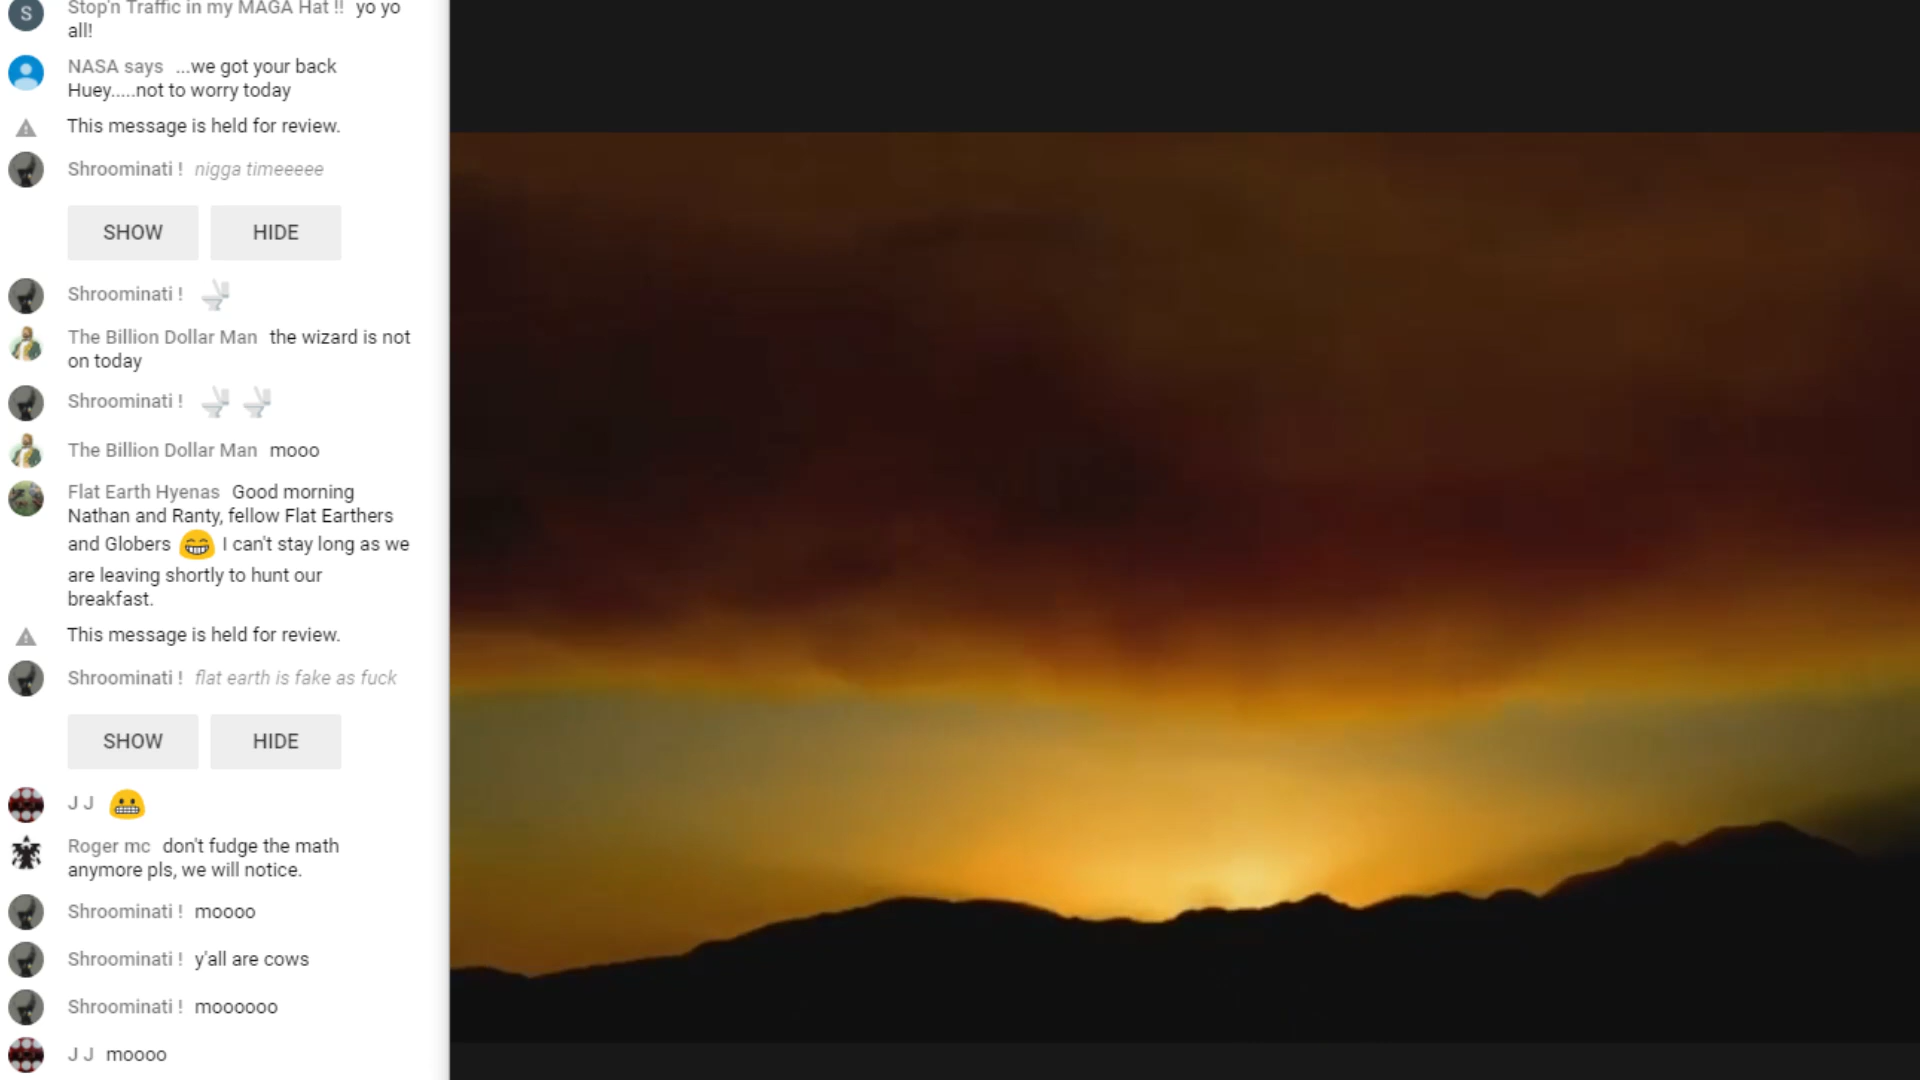 Stop'n Traffic in my MAGA Hat !! yo yo
all!
NASA says ...we got your back
Huey.....not to worry today
This message is held for review.
Shroominati ! nigga timeeeee
SHOW HIDE
Shroominati !
The Billion Dollar Man the wizard is not
on today
Shroominati !
The Billion Dollar Man mooo
Flat Earth Hyenas Good morning
Nathan and Ranty, fellow Flat Earthers
and Globers 😁 I can't stay long as we
are leaving shortly to hunt our
breakfast.
This message is held for review.
Shroominati ! flat earth is fake as fuck
SHOW HIDE
J J 😬
Roger mc don't fudge the math
anymore pls, we will notice.
Shroominati ! moooo
Shroominati ! y'all are cows
Shroominati ! moooooo
J J moooo
S